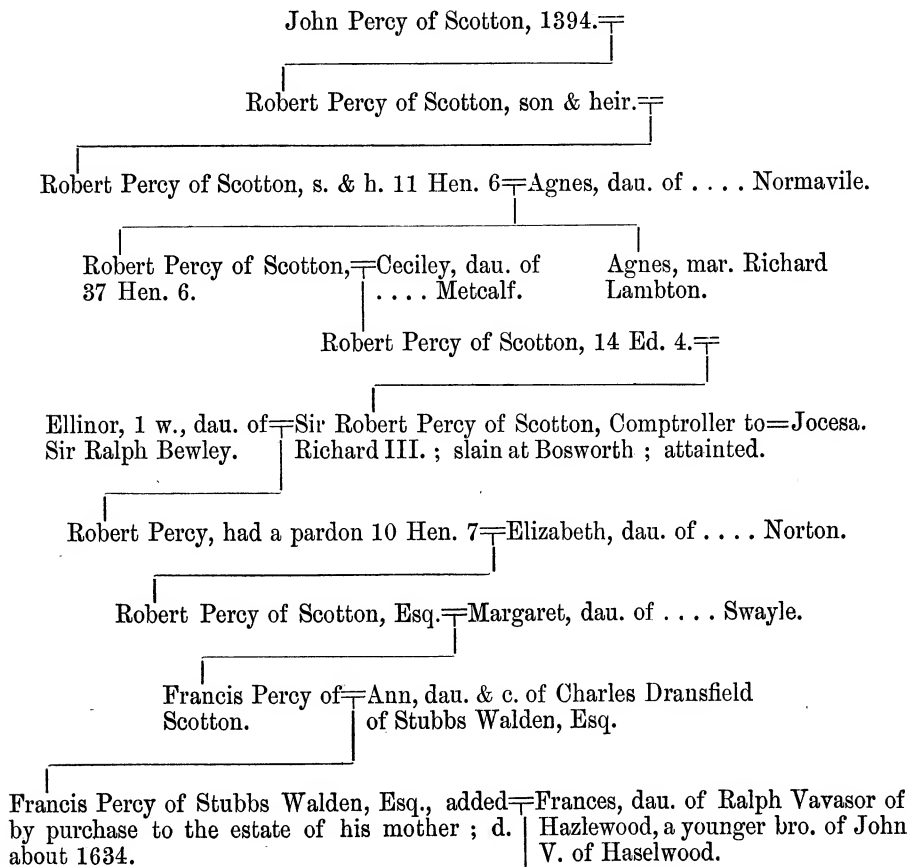 John Percy of Scotton, 1394.
Robert Percy of Scotton, son & heir.
Robert Percy of Scotton, s. & h. 11 Hen. 6 Agnes, dau. of . . . . Normavile.
Robert Percy of Scotton,
37 Hen. 6.
Ceciley, dau. of
. . . . Metcalf.
Agnes, mar. Richard
Lambton.
Robert Percy of Scotton, 14 Ed. 4.
Ellinor, 1 w., dau. of
Sir Ralph Bewley.
Sir Robert Percy of Scotton, Comptroller to
Richard III. ; slain at Bosworth ; attainted.
=Jocesa.
Robert Percy, had a pardon 10 Hen. 7 Elizabeth, dau. of . . . . Norton.
Robert Percy of Scotton, Esq. Margaret, dau. of . . . . Swayle.
Francis Percy of
Scotton.
Ann, dau. & c. of Charles Dransfield
of Stubbs Walden, Esq.
Francis Percy of Stubbs Walden, Esq., added
by purchase to the estate of his mother ; d.
about 1634.
Frances, dau. of Ralph Vavasor of
Hazlewood, a younger bro. of John
V. of Haselwood.